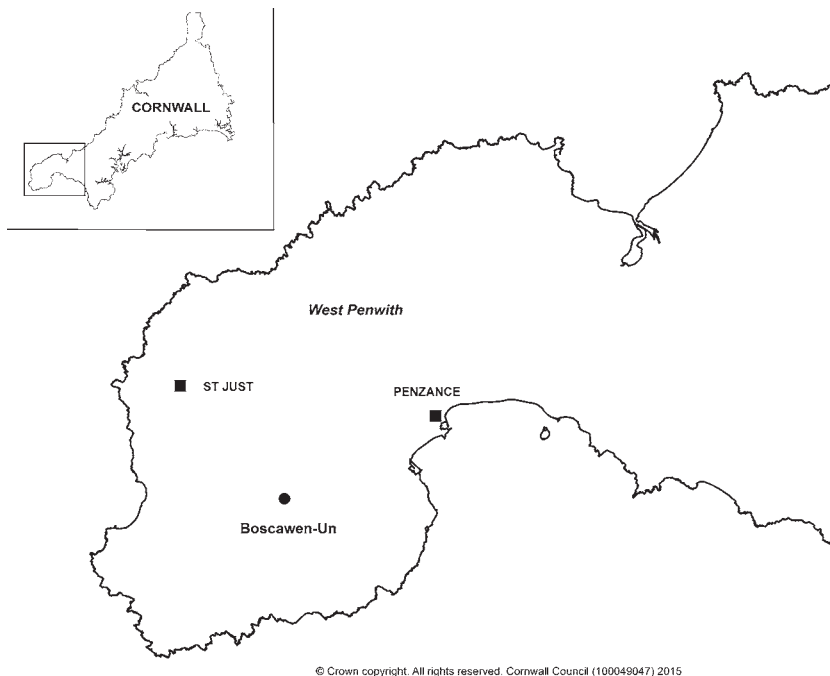 CORNWALL
West Penwith
ST JUST
PENZANCE
Boscawen-Un
© Crown copyright. All rights reserved. Cornwall Council (100049047) 2015